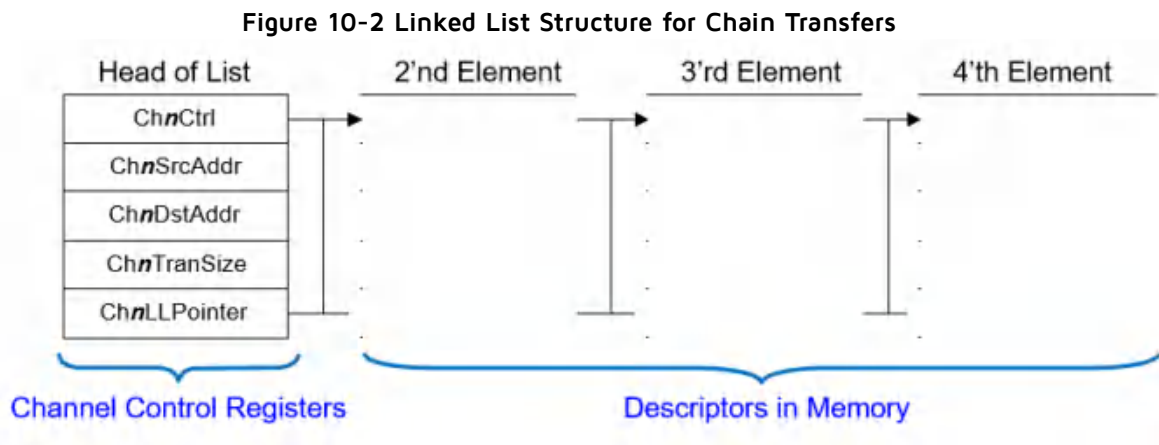 Figure 10-2 Linked List Structure for Chain Transfers
Head of List
2'nd Element
3'rd Element
4'th Element
ChnCtrl
ChnSrcAddr
ChnDstAddr
ChnTranSize
ChnLLPointer
Channel Control Registers
Descriptors in Memory